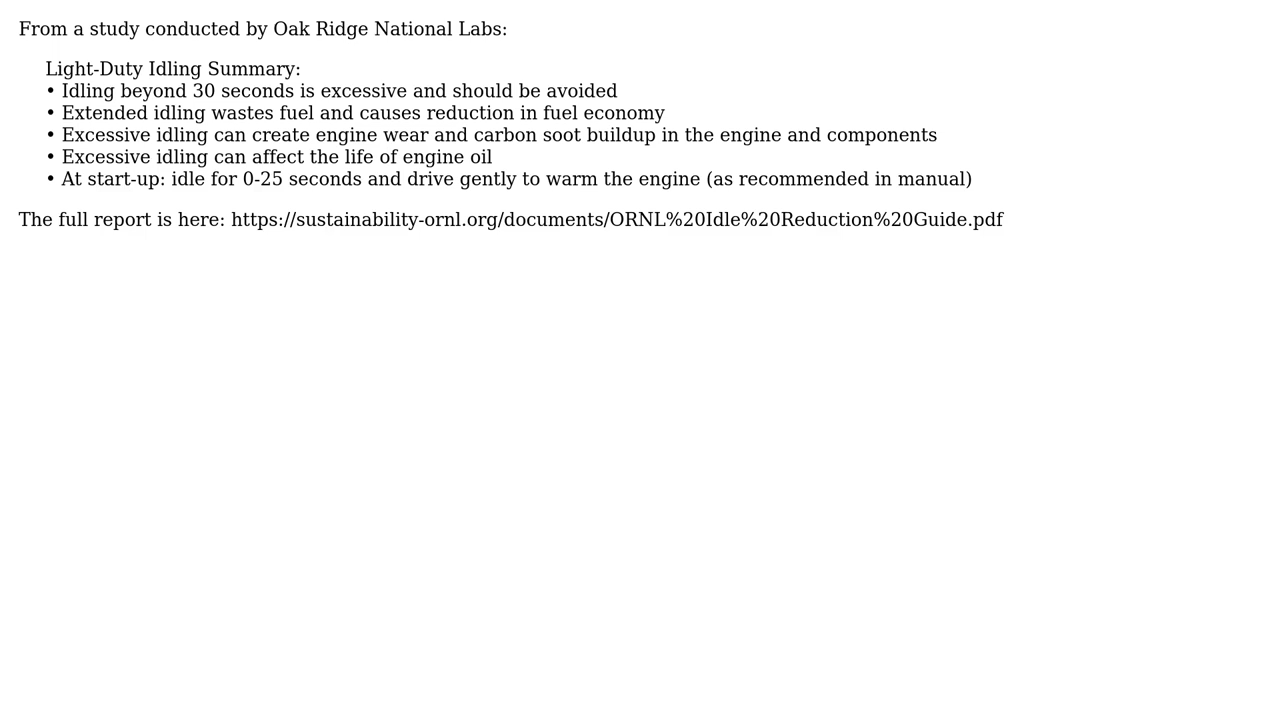 From a study conducted by Oak Ridge National Labs:
Light-Duty Idling Summary:
• Idling beyond 30 seconds is excessive and should be avoided
• Extended idling wastes fuel and causes reduction in fuel economy
• Excessive idling can create engine wear and carbon soot buildup in the engine and components
• Excessive idling can affect the life of engine oil
• At start-up: idle for 0-25 seconds and drive gently to warm the engine (as recommended in manual)
The full report is here: https://sustainability-ornl.org/documents/ORNL%20Idle%20Reduction%20Guide.pdf